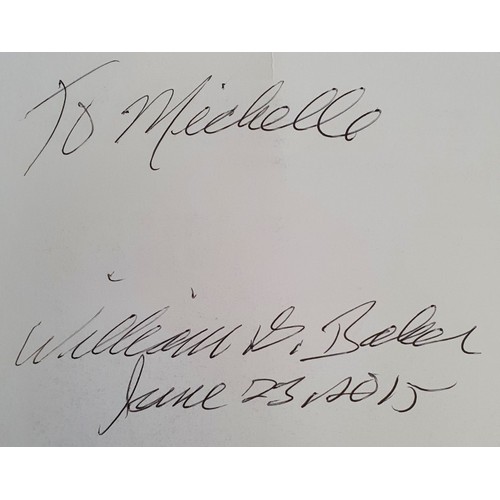 To Michelle
William G. Baker
June 23, 2015